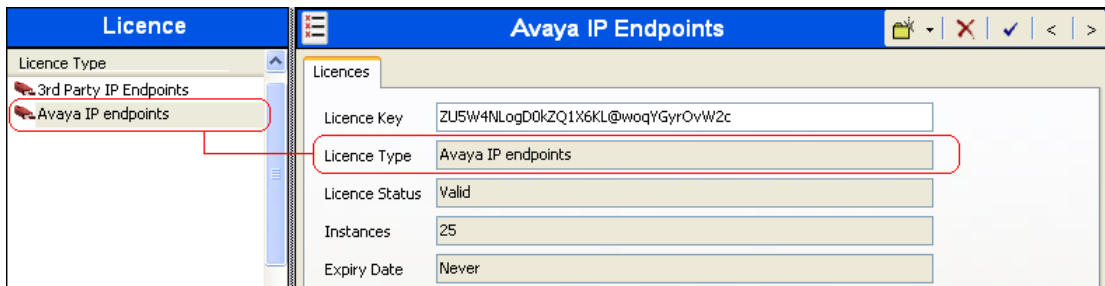 Licence
Licence Type
3rd Party IP Endpoints
Avaya IP endpoints
Avaya IP Endpoints
Licences
Licence Key ZU5W4NLogD0kZQ1X6KL@woqYGyrOvW2c
Licence Type Avaya IP endpoints
Licence Status Valid
Instances 25
Expiry Date Never